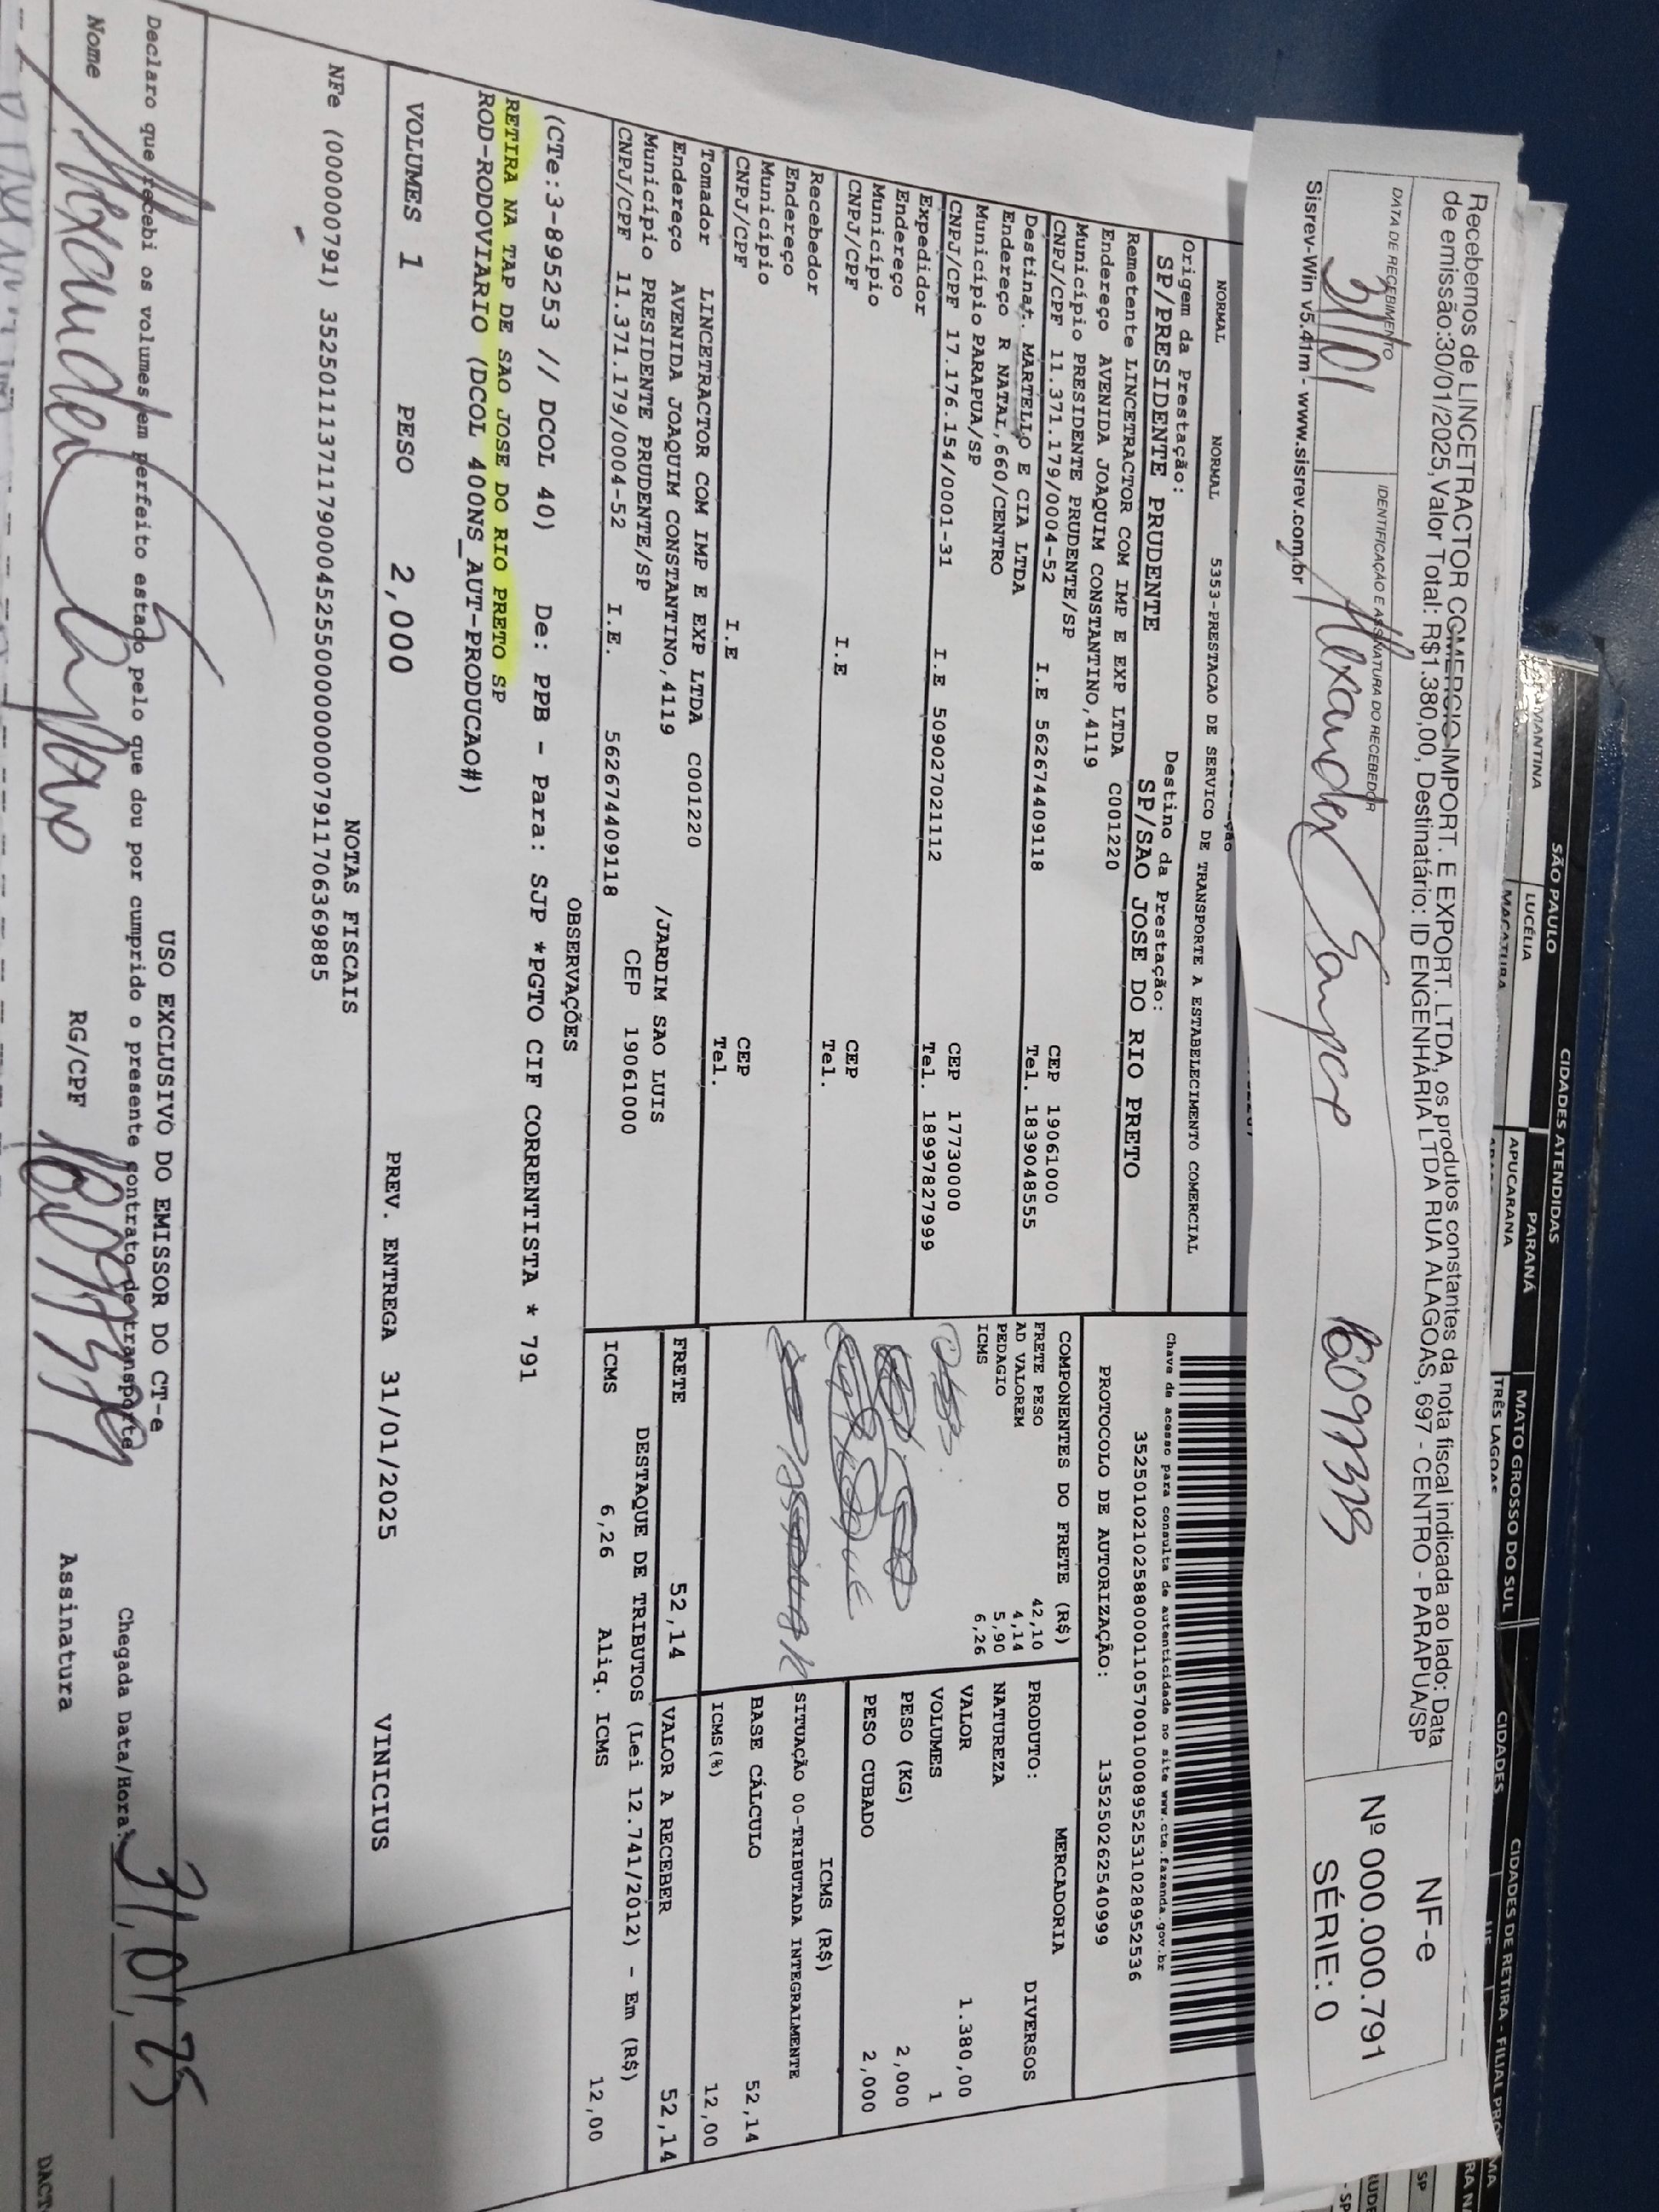 SÃO PAULO
CIDADES ATENDIDAS
PARANÁ
MATO GROSSO DO SUL
CIDADES
CIDADES DE RETIRA - FILIAL
LUCÉLIA
APUCARANA
TRÊS LAGOAS
Recebemos de LINCETRACTOR COMERCIO IMPORT. E EXPORT. LTDA, os produtos constantes da nota fiscal indicada ao lado: Data
de emissão:30/01/2025,Valor Total: R$1.380,00, Destinatário: ID ENGENHARIA LTDA RUA ALAGOAS, 697 - CENTRO - PARAPUA/SP
NF-e
Nº 000.000.791
SÉRIE: 0
DATA DE RECEBIMENTO
IDENTIFICAÇÃO E ASSINATURA DO RECEBEDOR
31/01
Alexander
Sisrev-Win v5.41m - www.sisrev.com.br
NORMAL NORMAL 5353-PRESTACAO DE SERVICO DE TRANSPORTE A ESTABELECIMENTO COMERCIAL
Origem da Prestação: Destino da Prestação:
SP/PRESIDENTE PRUDENTE SP/SAO JOSE DO RIO PRETO
Remetente LINCETRACTOR COM IMP E EXP LTDA C001220
Endereço AVENIDA JOAQUIM CONSTANTINO,4119
Município PRESIDENTE PRUDENTE/SP CEP 19061000
CNPJ/CPF 11.371.179/0004-52 I.E 562674409118 Tel. 1839048555
Destinat. MARTELLO E CIA LTDA
Endereço R NATAI,660/CENTRO
Município PARAPUA/SP CEP 17730000
CNPJ/CPF 17.176.154/0001-31 I.E 509027021112 Tel. 18997827999
Expedidor
Endereço
Município CEP
CNPJ/CPF I.E Tel.
Recebedor
Endereço
Município CEP
CNPJ/CPF I.E Tel.
Tomador LINCETRACTOR COM IMP E EXP LTDA C001220
Endereço AVENIDA JOAQUIM CONSTANTINO,4119 /JARDIM SAO LUIS
Município PRESIDENTE PRUDENTE/SP CEP 19061000
CNPJ/CPF 11.371.179/0004-52 I.E. 562674409118
Chave de acesso para consulta de autenticidade no site www.cte.fazenda.gov.br
35250102102588000110570010008952531028952536
PROTOCOLO DE AUTORIZAÇÃO: 135250262540999
COMPONENTES DO FRETE (R$)
FRETE PESO 42,10
AD VALOREM 4,14
PEDAGIO 5,90
ICMS 6,26
MERCADORIA
PRODUTO: DIVERSOS
NATUREZA
VALOR 1.380,00
VOLUMES 1
PESO (KG) 2,000
PESO CUBADO 2,000
ICMS (R$)
SITUAÇÃO 00-TRIBUTADA INTEGRALMENTE
BASE CÁLCULO 52,14
ICMS(%) 12,00
FRETE 52,14 VALOR A RECEBER 52,14
DESTAQUE DE TRIBUTOS (Lei 12.741/2012) - Em (R$)
ICMS 6,26 Aliq. ICMS 12,00
OBSERVAÇÕES
(CTe:3-895253 // DCOL 40) De: PPB - Para: SJP *PGTO CIF CORRENTISTA * 791
RETIRA NA TAP DE SAO JOSE DO RIO PRETO SP
ROD-RODOVIARIO (DCOL 400NS_AUT-PRODUCAO#)
VOLUMES 1 PESO 2,000 PREV. ENTREGA 31/01/2025 VINICIUS
NOTAS FISCAIS
NFe (000000791) 35250111371179000452550000000007911706369885
USO EXCLUSIVO DO EMISSOR DO CT-e
Declaro que recebi os volumes em perfeito estado pelo que dou por cumprido o presente contrato de transporte
Chegada Data/Hora: 31/01/25
Nome Alexander RG/CPF Assinatura